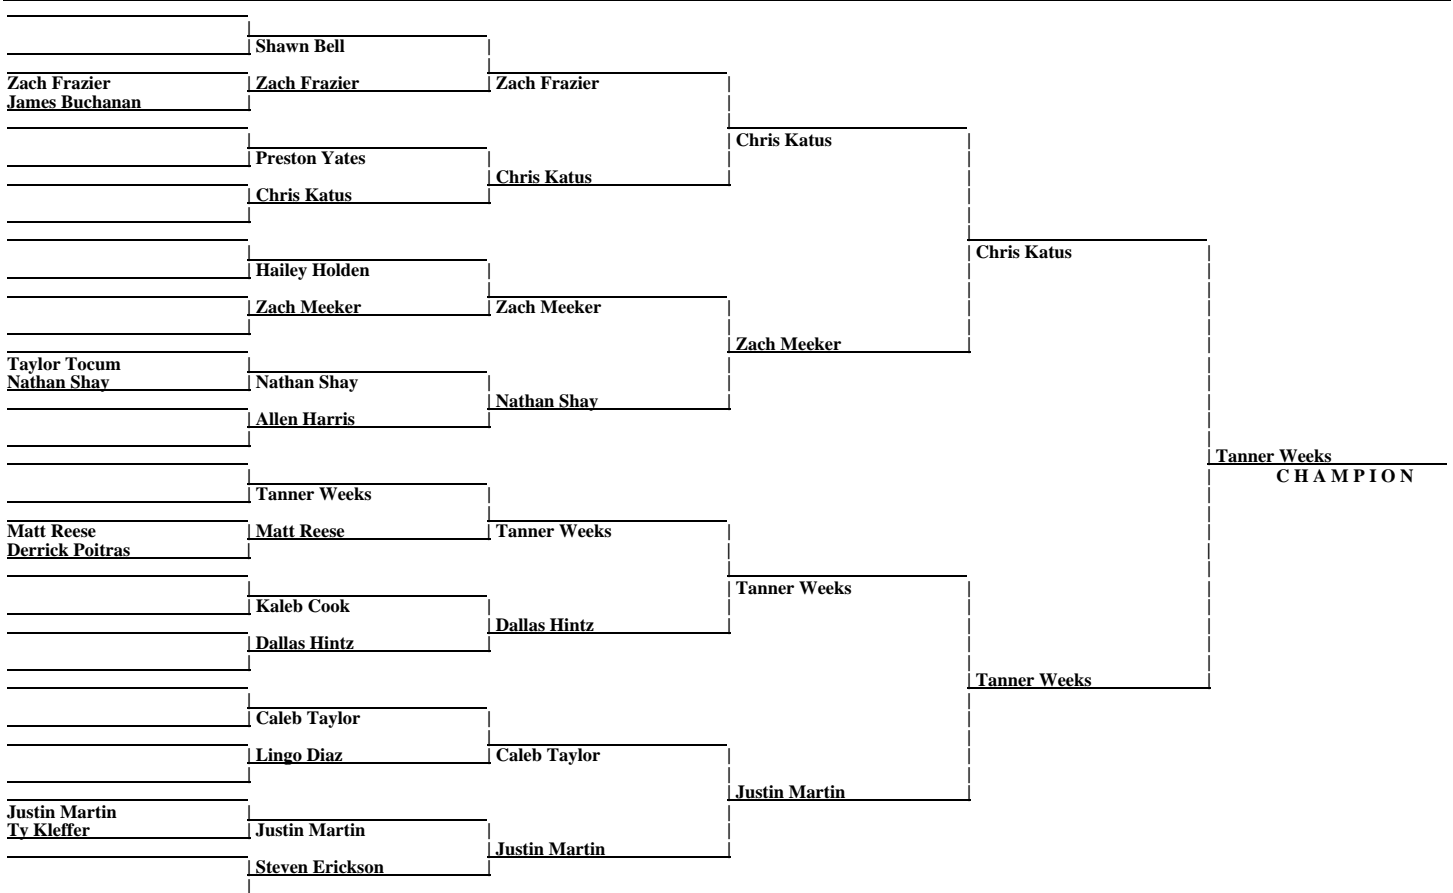 Shawn Bell
Zach Frazier Zach Frazier Zach Frazier
James Buchanan
Chris Katus
Preston Yates
Chris Katus
Chris Katus
Chris Katus
Hailey Holden
Zach Meeker Zach Meeker
Zach Meeker
Taylor Tocum
Nathan Shay Nathan Shay
Nathan Shay
Allen Harris
Tanner Weeks
CHAMPION
Tanner Weeks
Matt Reese Matt Reese Tanner Weeks
Derrick Poitras
Tanner Weeks
Kaleb Cook
Dallas Hintz
Dallas Hintz
Tanner Weeks
Caleb Taylor
Lingo Diaz Caleb Taylor
Justin Martin
Justin Martin
Ty Kleffer Justin Martin
Justin Martin
Steven Erickson